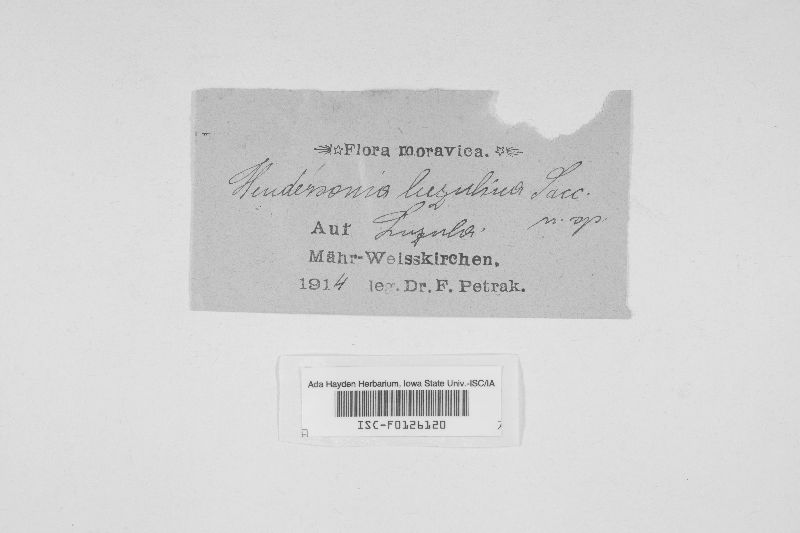 Flora moravica.
Hendersonia luzulina Sacc.
n. sp.
Auf Luzula.
Mähr-Weisskirchen,
1914 leg. Dr. F. Petrak.
Ada Hayden Herbarium, Iowa State Univ.-ISC/IA
ISC-F0126120